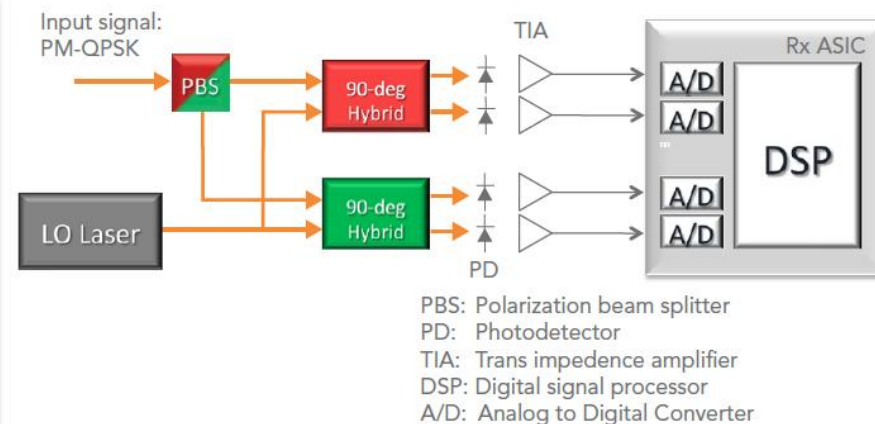 Input signal:
PM-QPSK
TIA
Rx ASIC
PBS
90-deg
Hybrid
A/D
A/D
DSP
LO Laser
90-deg
Hybrid
A/D
A/D
PD
PBS: Polarization beam splitter
PD: Photodetector
TIA: Trans impedence amplifier
DSP: Digital signal processor
A/D: Analog to Digital Converter